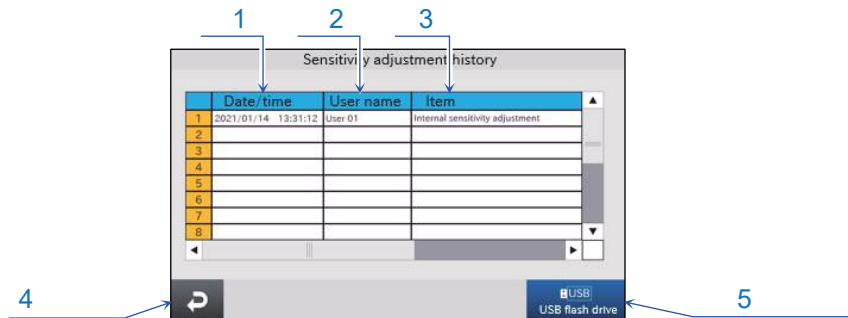 1 2 3
Sensitivity adjustment history
Date/time User name Item
1 2021/01/14 13:31:12 User 01 Internal sensitivity adjustment
2
3
4
5
6
7
8
4 5
USB
USB flash drive